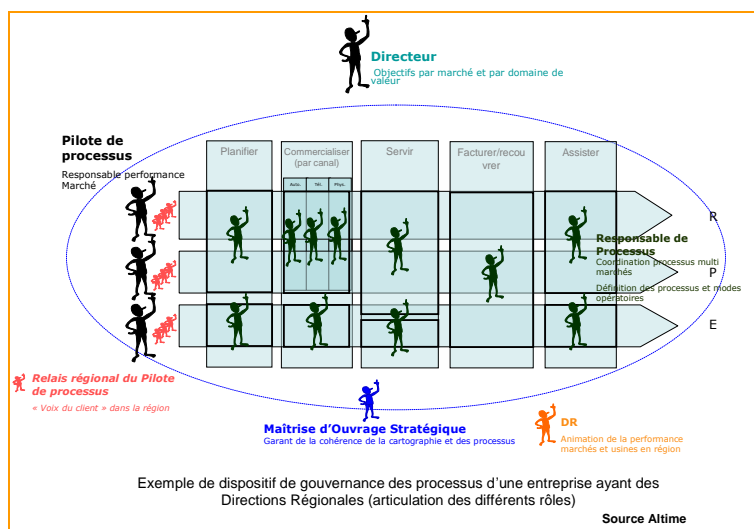 Directeur
Objectifs par marché et par domaine de
valeur
Pilote de
processus
Responsable performance
Marché
Planifier
Commercialiser
(par canal)
Servir
Facturer/recou
vrer
Assister
Auto. Tél. Phys.
R
Responsable de
Processus
Coordination processus multi
marchés
P
Définition des processus et modes
opératoires
E
Relais régional du Pilote
de processus
« Voix du client » dans la région
Maîtrise d'Ouvrage Stratégique
Garant de la cohérence de la cartographie et des processus
DR
Animation de la performance
marchés et usines en région
Exemple de dispositif de gouvernance des processus d'une entreprise ayant des
Directions Régionales (articulation des différents rôles)
Source Altime